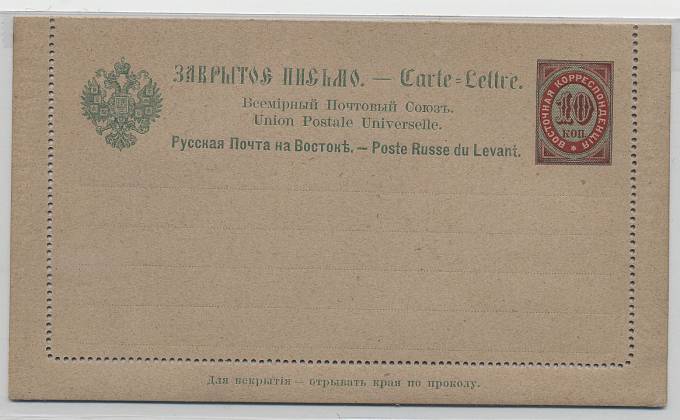 ЗАКРЫТОЕ ПИСЬМО. — Carte-Lettre.
Всемірный Почтовый Союзъ.
Union Postale Universelle.
Русская Почта на Востокѣ. — Poste Russe du Levant.
ВОСТОЧНАЯ КОРРЕСПОНДЕНЦІЯ
10
КОП.
Для вскрытія — отрывать края по проколу.